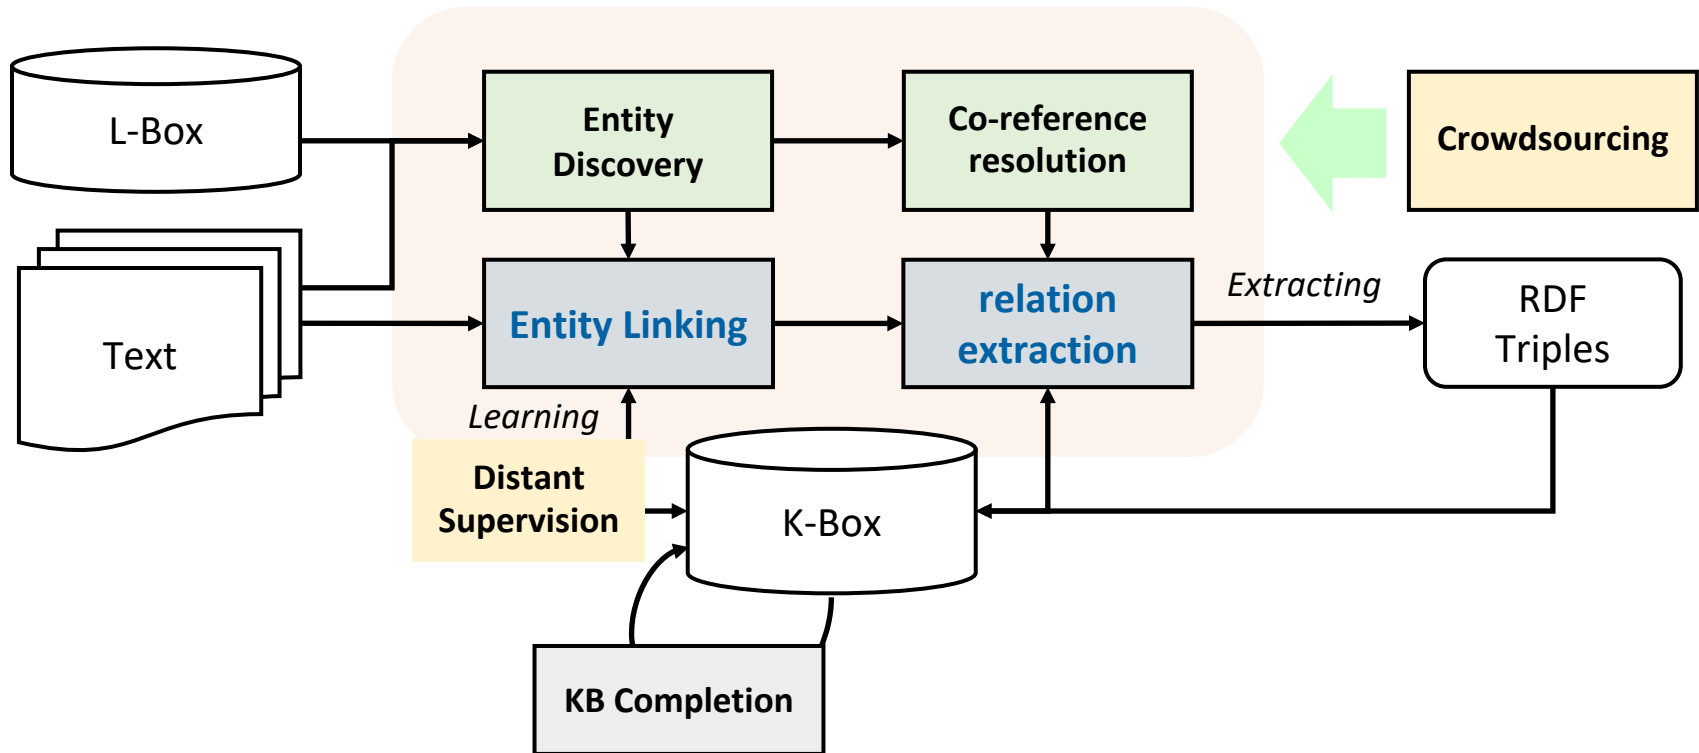 L-Box
Entity
Discovery
Co-reference
resolution
Crowdsourcing
Text
Entity Linking
relation
extraction
Extracting
RDF
Triples
Learning
Distant
Supervision
K-Box
KB Completion